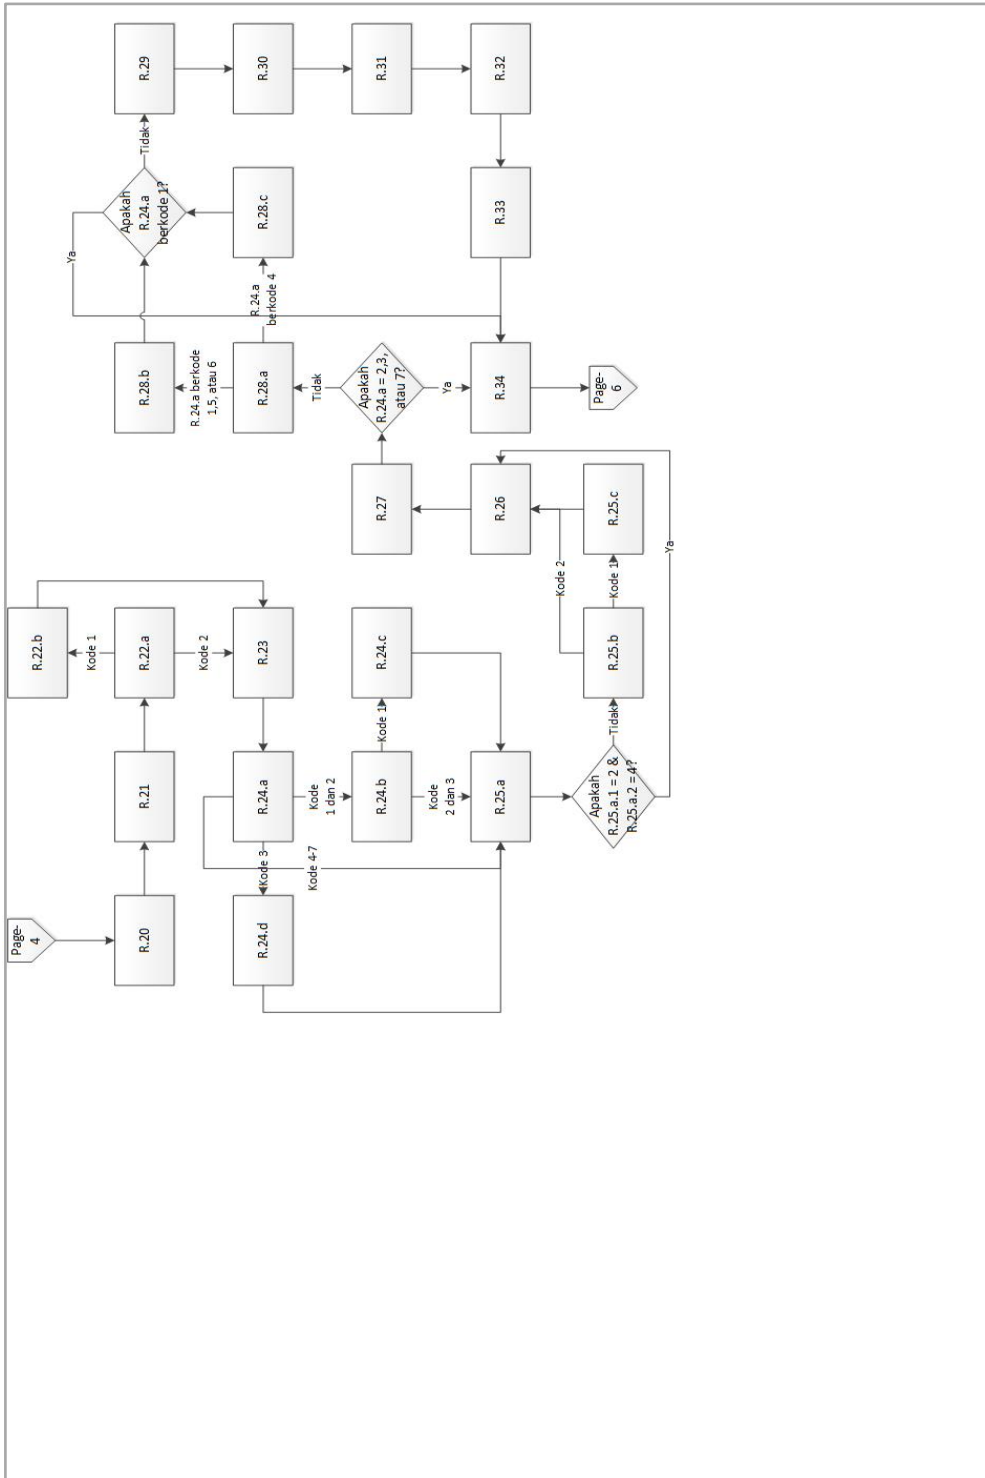 Page-
4
R.20
R.21
R.22.a
Kode 1
R.22.b
Kode 2
R.23
R.24.a
Kode 3
R.24.d
Kode 4-7
Kode
1 dan 2
R.24.b
Kode 1
R.24.c
Kode
2 dan 3
R.25.a
Apakah
R.25.a.1 = 2 &
R.25.a.2 = 4?
Tidak
R.25.b
Kode 1
R.25.c
Kode 2
Ya
R.26
R.27
Apakah
R.24.a = 2,3,
atau 7?
Tidak
Ya
R.28.a
R.24.a berkode
1,5, atau 6
R.28.b
R.24.a
berkode 4
R.28.c
Apakah
R.24.a
berkode 1?
Ya
Tidak
R.29
R.30
R.31
R.32
R.33
R.34
Page-
6